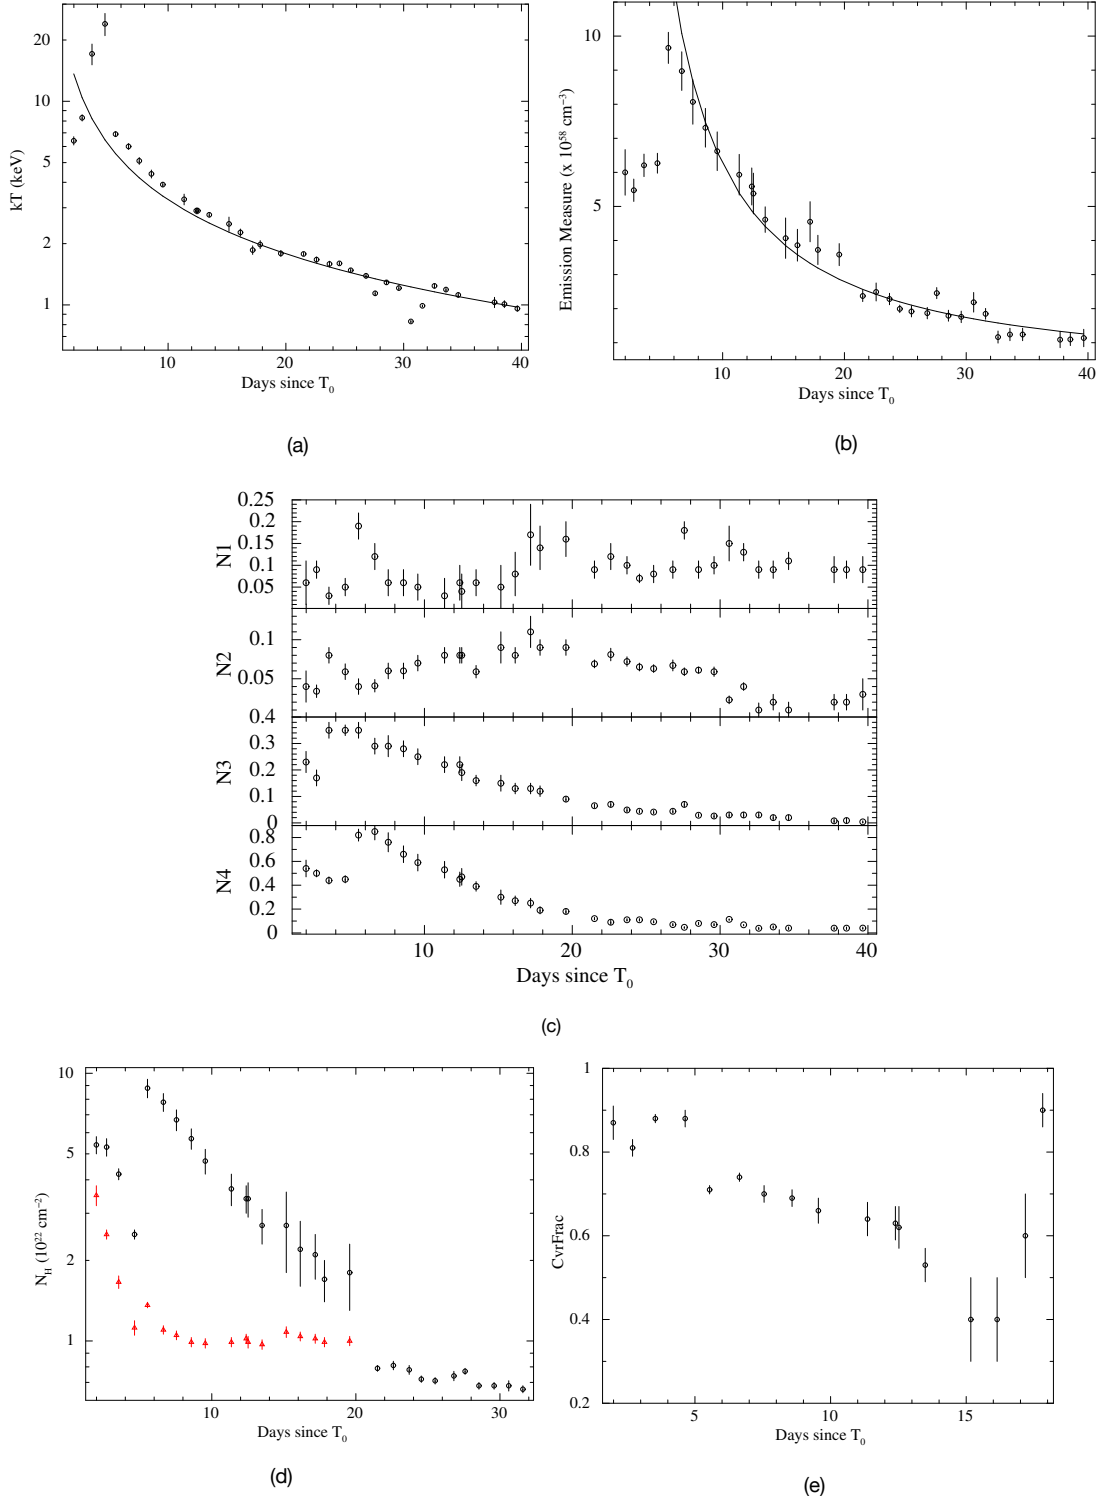 20
10
5
2
1
kT (keV)
10 20 30 40
Days since T₀
(a)
10
5
Emission Measure (x 10⁵⁸ cm⁻³)
10 20 30 40
Days since T₀
(b)
0.25
0.2
0.15
0.1
0.05
N1
0.1
0.05
N2
0.4
0.3
0.2
0.1
0
N3
0.8
0.6
0.4
0.2
0
N4
10 20 30 40
Days since T₀
(c)
10
5
2
1
N_H (10²² cm⁻²)
10 20 30
Days since T₀
(d)
1
0.8
0.6
0.4
0.2
CvrFrac
5 10 15
Days since T₀
(e)